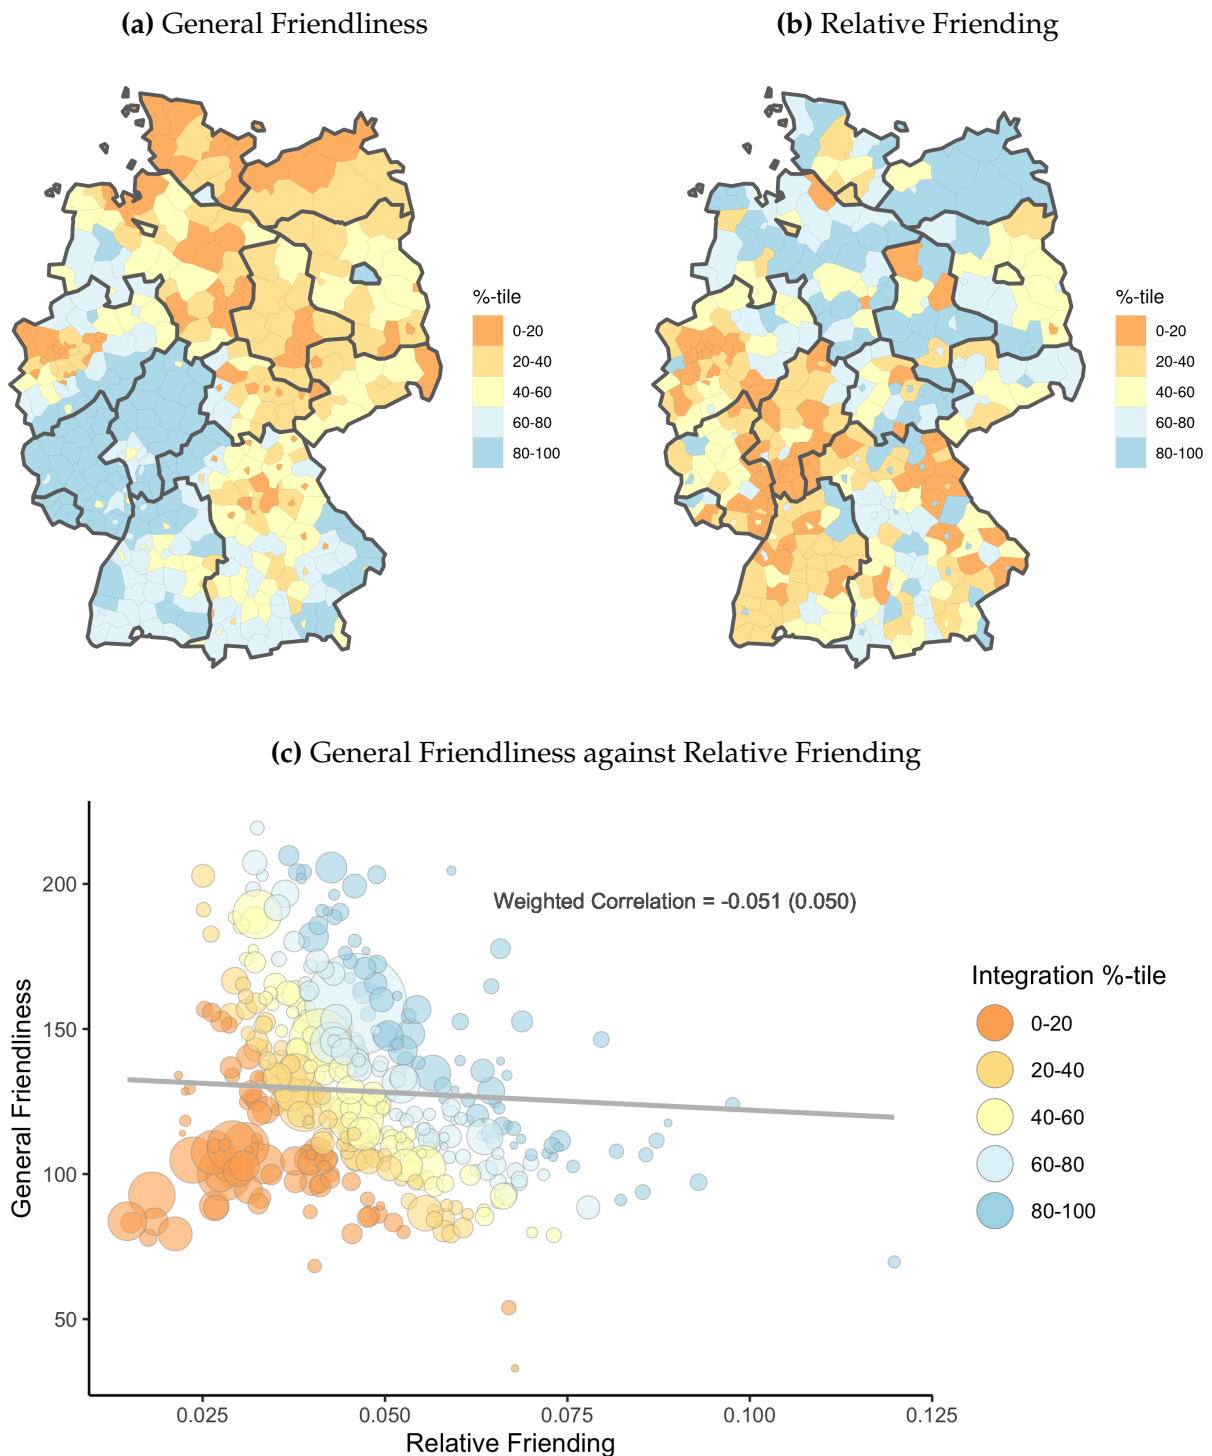 (a) General Friendliness
(b) Relative Friending
%-tile
0-20
20-40
40-60
60-80
80-100
%-tile
0-20
20-40
40-60
60-80
80-100
(c) General Friendliness against Relative Friending
General Friendliness
200
150
100
50
Weighted Correlation = -0.051 (0.050)
Integration %-tile
0-20
20-40
40-60
60-80
80-100
0.025
0.050
0.075
0.100
0.125
Relative Friending